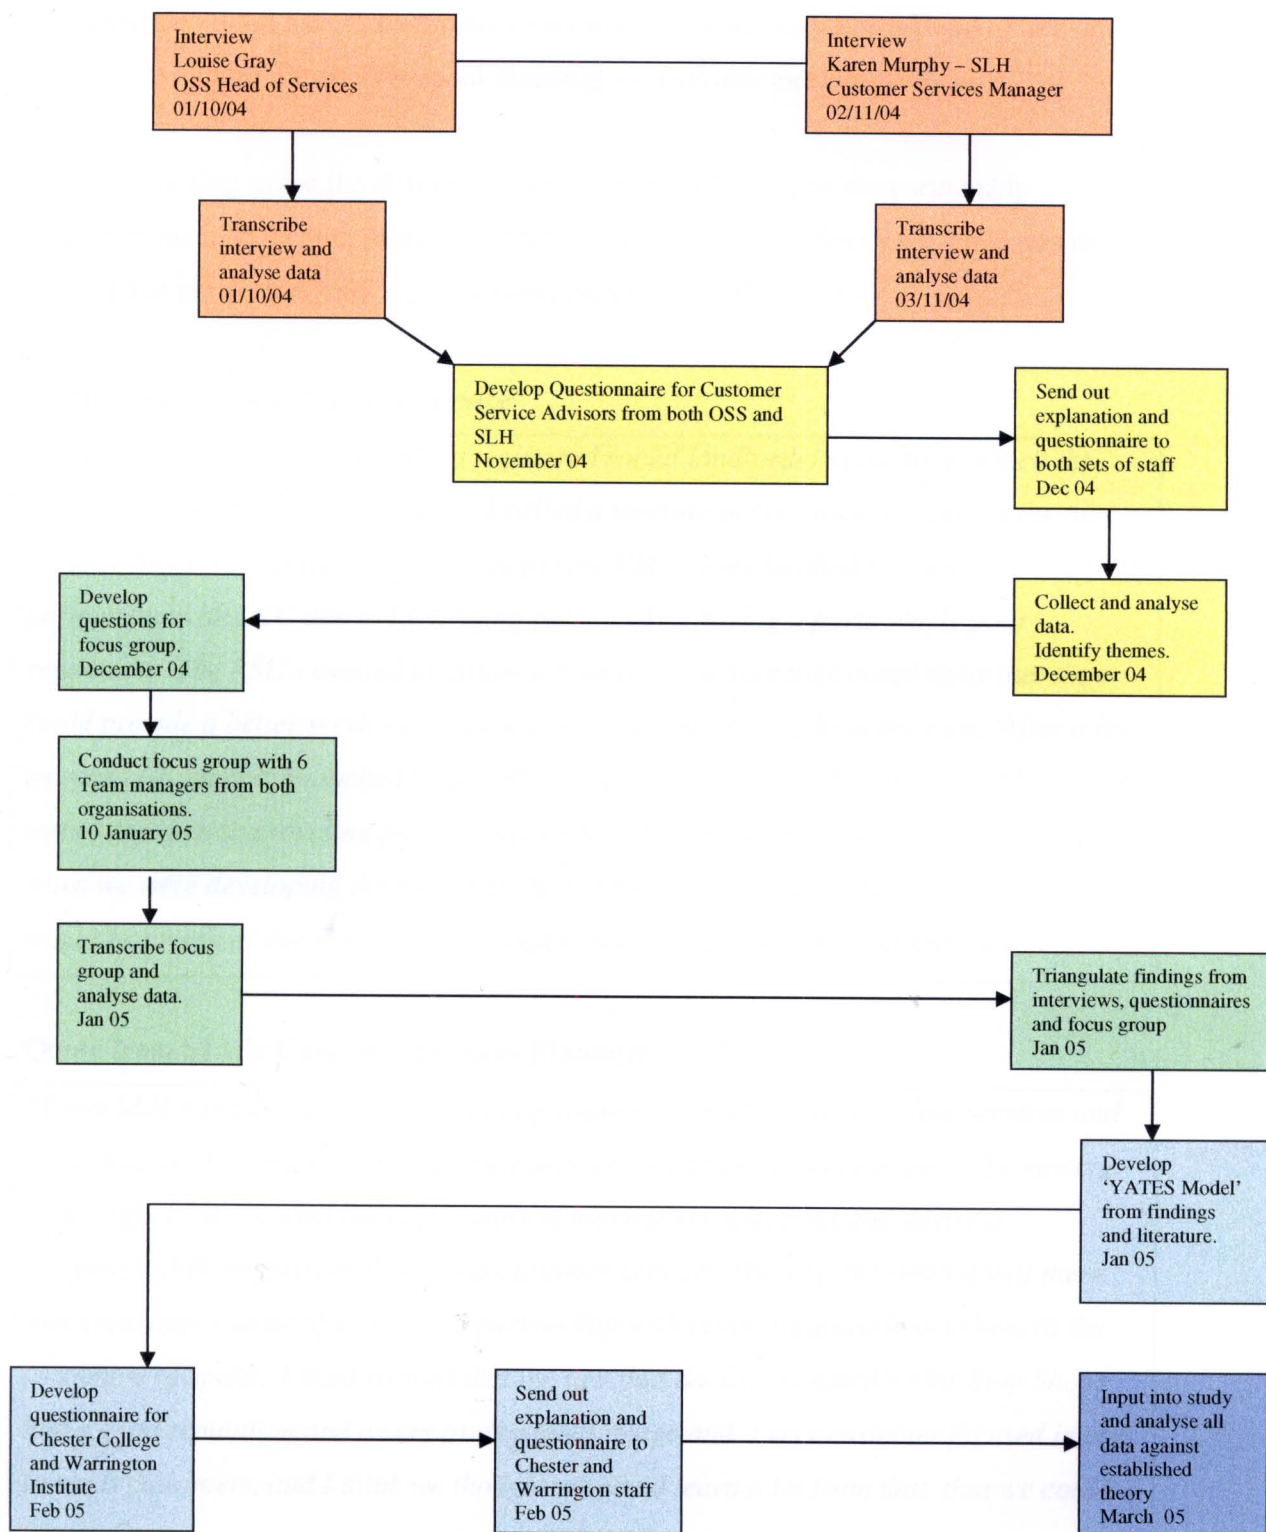 Interview
Louise Gray
OSS Head of Services
01/10/04
Interview
Karen Murphy – SLH
Customer Services Manager
02/11/04
Transcribe
interview and
analyse data
01/10/04
Transcribe
interview and
analyse data
03/11/04
Develop Questionnaire for Customer
Service Advisors from both OSS and
SLH
November 04
Send out
explanation and
questionnaire to
both sets of staff
Dec 04
Collect and analyse
data.
Identify themes.
December 04
Develop
questions for
focus group.
December 04
Conduct focus group with 6
Team managers from both
organisations.
10 January 05
Transcribe focus
group and
analyse data.
Jan 05
Triangulate findings from
interviews, questionnaires
and focus group
Jan 05
Develop
‘YATES Model’
from findings
and literature.
Jan 05
Develop
questionnaire for
Chester College
and Warrington
Institute
Feb 05
Send out
explanation and
questionnaire to
Chester and
Warrington staff
Feb 05
Input into study
and analyse all
data against
established
theory
March 05